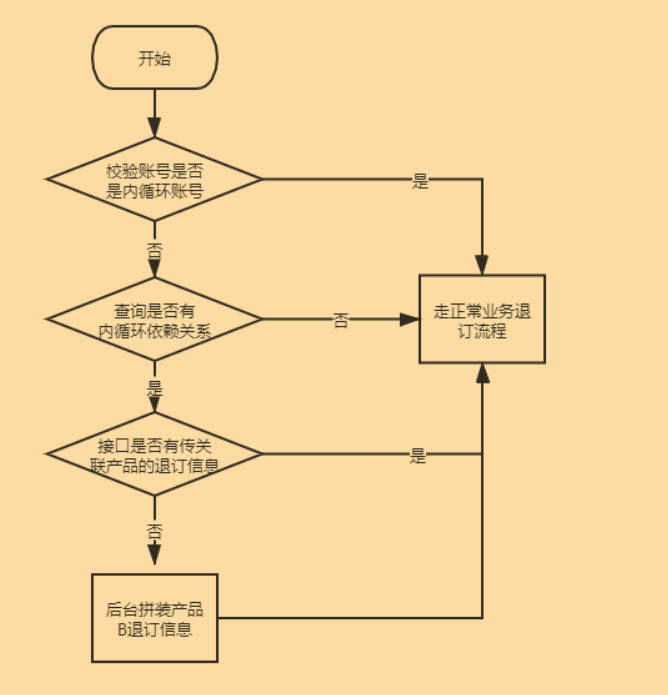 开始
校验账号是否
是内循环账号
是
否
查询是否有
内循环依赖关系
否
走正常业务退
订流程
是
接口是否有传关
联产品的退订信息
是
否
后台拼装产品
B退订信息